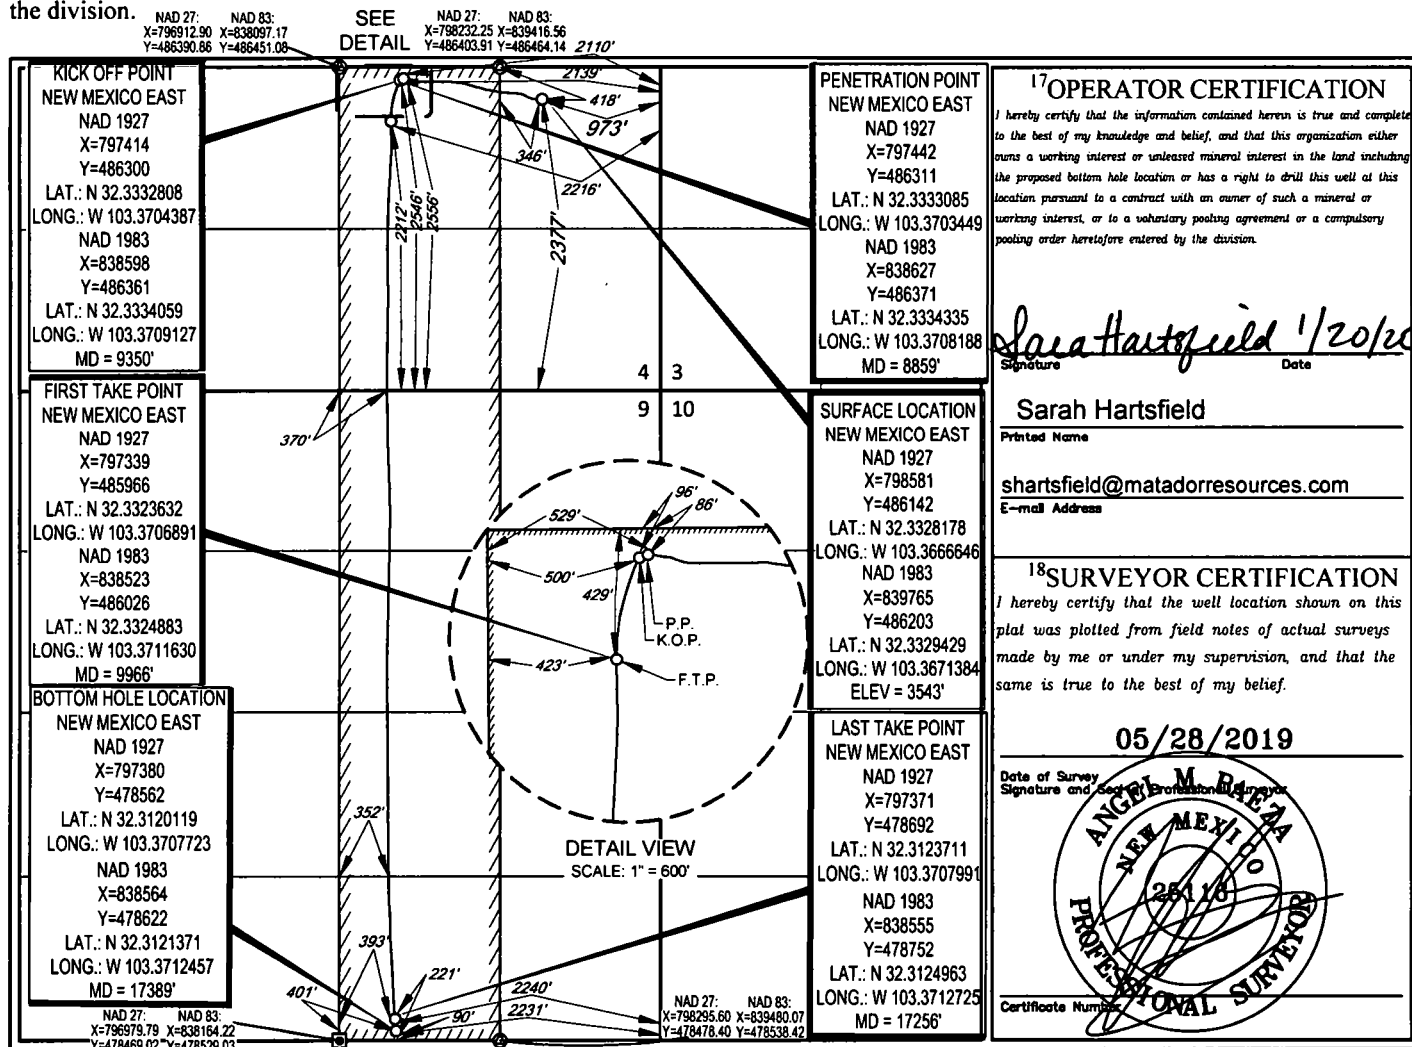 the division.
NAD 27:
X=796912.90
Y=486390.86
NAD 83:
X=838097.17
Y=486451.08
SEE
DETAIL
NAD 27:
X=798232.25
Y=486403.91
NAD 83:
X=839416.56
Y=486464.14
2110'
2139'
418'
973'
346'
2216'
2212'
2546'
2556'
2377'
KICK OFF POINT
NEW MEXICO EAST
NAD 1927
X=797414
Y=486300
LAT.: N 32.3332808
LONG.: W 103.3704387
NAD 1983
X=838598
Y=486361
LAT.: N 32.3334059
LONG.: W 103.3709127
MD = 9350'
FIRST TAKE POINT
NEW MEXICO EAST
NAD 1927
X=797339
Y=485966
LAT.: N 32.3323632
LONG.: W 103.3706891
NAD 1983
X=838523
Y=486026
LAT.: N 32.3324883
LONG.: W 103.3711630
MD = 9966'
BOTTOM HOLE LOCATION
NEW MEXICO EAST
NAD 1927
X=797380
Y=478562
LAT.: N 32.3120119
LONG.: W 103.3707723
NAD 1983
X=838564
Y=478622
LAT.: N 32.3121371
LONG.: W 103.3712457
MD = 17389'
NAD 27:
X=796979.79
Y=478469.02
NAD 83:
X=838164.22
Y=478529.03
4 3
9 10
370'
96'
86'
529'
500'
429'
P.P.
K.O.P.
423'
F.T.P.
DETAIL VIEW
SCALE: 1" = 600'
352'
393'
401'
221'
90'
2240'
2231'
NAD 27:
X=798295.60
Y=478478.40
NAD 83:
X=839480.07
Y=478538.42
PENETRATION POINT
NEW MEXICO EAST
NAD 1927
X=797442
Y=486311
LAT.: N 32.3333085
LONG.: W 103.3703449
NAD 1983
X=838627
Y=486371
LAT.: N 32.3334335
LONG.: W 103.3708188
MD = 8859'
SURFACE LOCATION
NEW MEXICO EAST
NAD 1927
X=798581
Y=486142
LAT.: N 32.3328178
LONG.: W 103.3666646
NAD 1983
X=839765
Y=486203
LAT.: N 32.3329429
LONG.: W 103.3671384
ELEV = 3543'
LAST TAKE POINT
NEW MEXICO EAST
NAD 1927
X=797371
Y=478692
LAT.: N 32.3123711
LONG.: W 103.3707991
NAD 1983
X=838555
Y=478752
LAT.: N 32.3124963
LONG.: W 103.3712725
MD = 17256'
17OPERATOR CERTIFICATION
I hereby certify that the information contained herein is true and complete
to the best of my knowledge and belief, and that this organization either
owns a working interest or unleased mineral interest in the land including
the proposed bottom hole location or has a right to drill this well at this
location pursuant to a contract with an owner of such a mineral or
working interest, or to a voluntary pooling agreement or a compulsory
pooling order heretofore entered by the division.
Sara Hartsfield 1/20/20
Signature Date
Sarah Hartsfield
Printed Name
shartsfield@matadorresources.com
E-mail Address
18SURVEYOR CERTIFICATION
I hereby certify that the well location shown on this
plat was plotted from field notes of actual surveys
made by me or under my supervision, and that the
same is true to the best of my belief.
05/28/2019
Date of Survey
Signature and Seal of Professional Surveyor
ANGEL M. BAEZA
NEW MEXICO
PROFESSIONAL SURVEYOR
Certificate Number